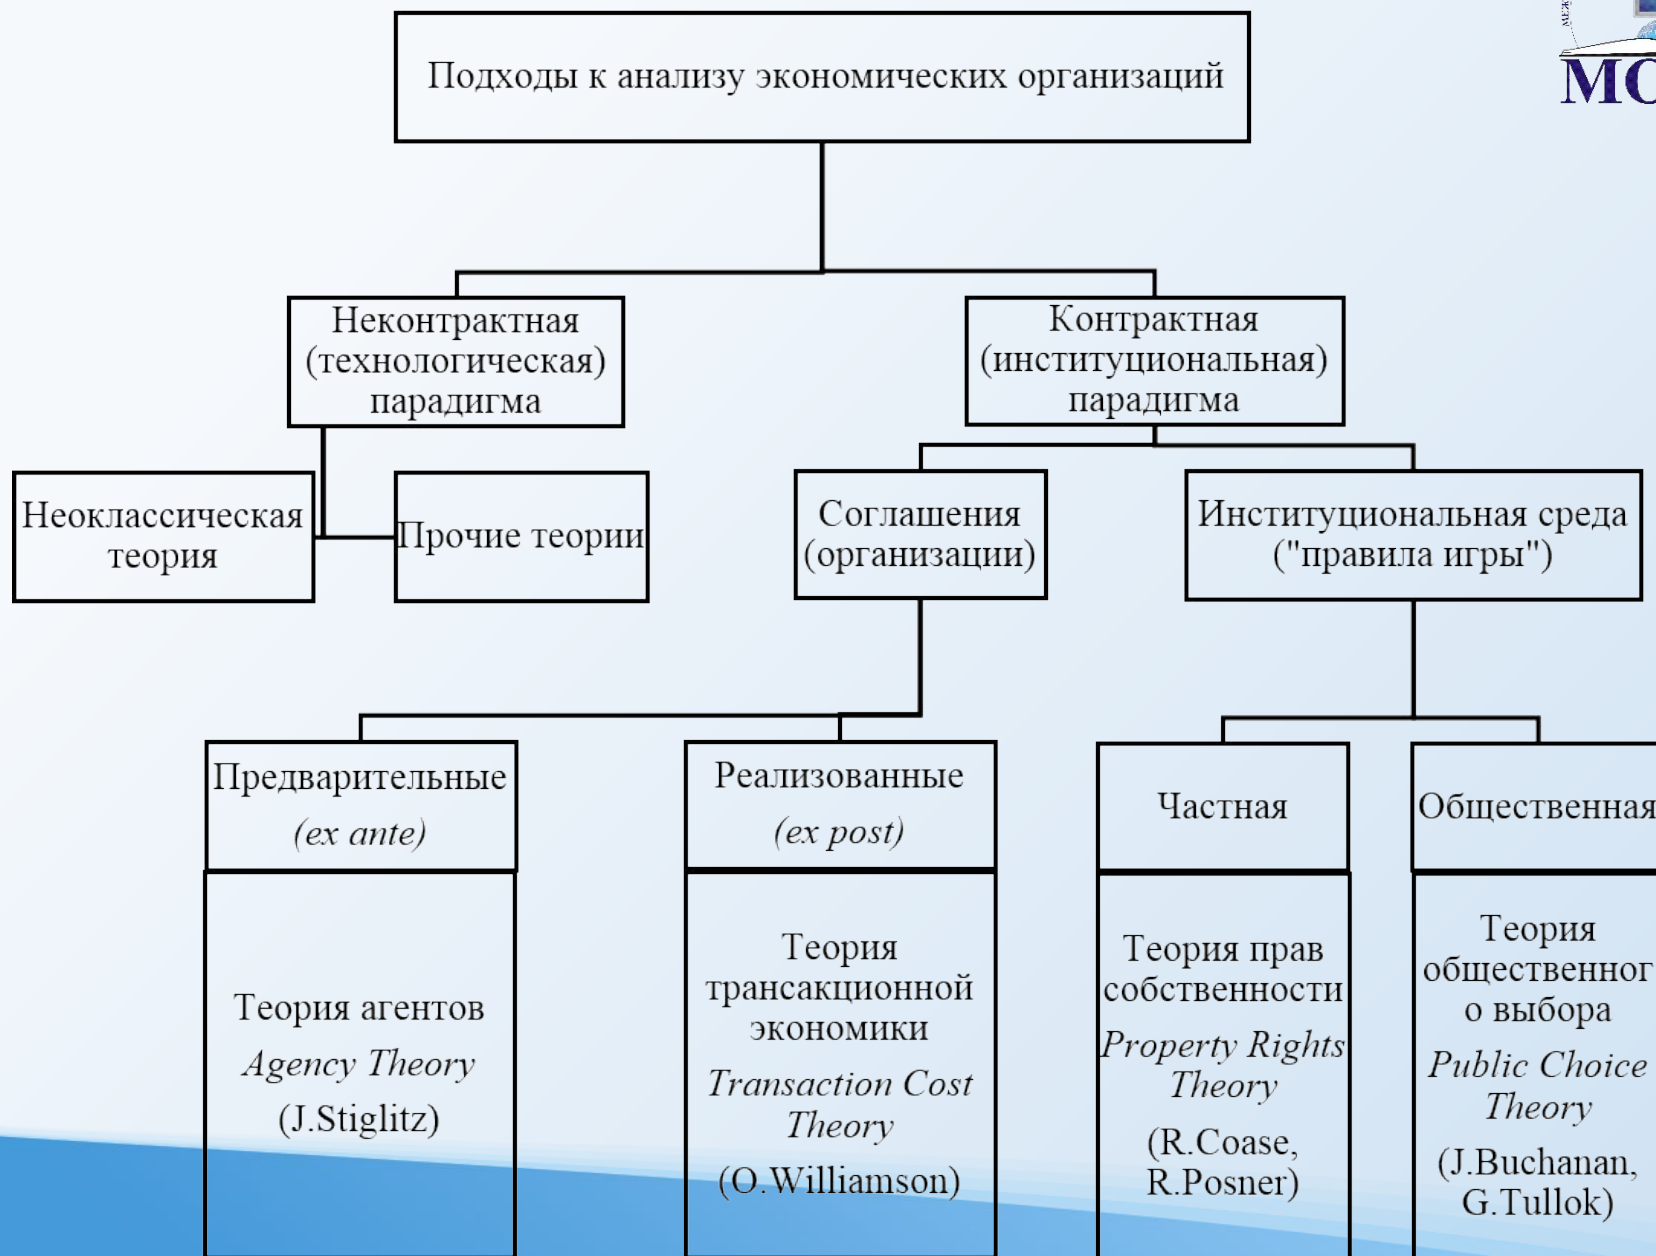 Подходы к анализу экономических организаций
МО
Неконтрактная
(технологическая)
парадигма
Контрактная
(институциональная)
парадигма
Неоклассическая
теория
Прочие теории
Соглашения
(организации)
Институциональная среда
("правила игры")
Предварительные
(ex ante)
Реализованные
(ex post)
Частная
Общественная
Теория агентов
Agency Theory
(J.Stiglitz)
Теория
трансакционной
экономики
Transaction Cost
Theory
(O.Williamson)
Теория прав
собственности
Property Rights
Theory
(R.Coase,
R.Posner)
Теория
общественног
о выбора
Public Choice
Theory
(J.Buchanan,
G.Tullok)